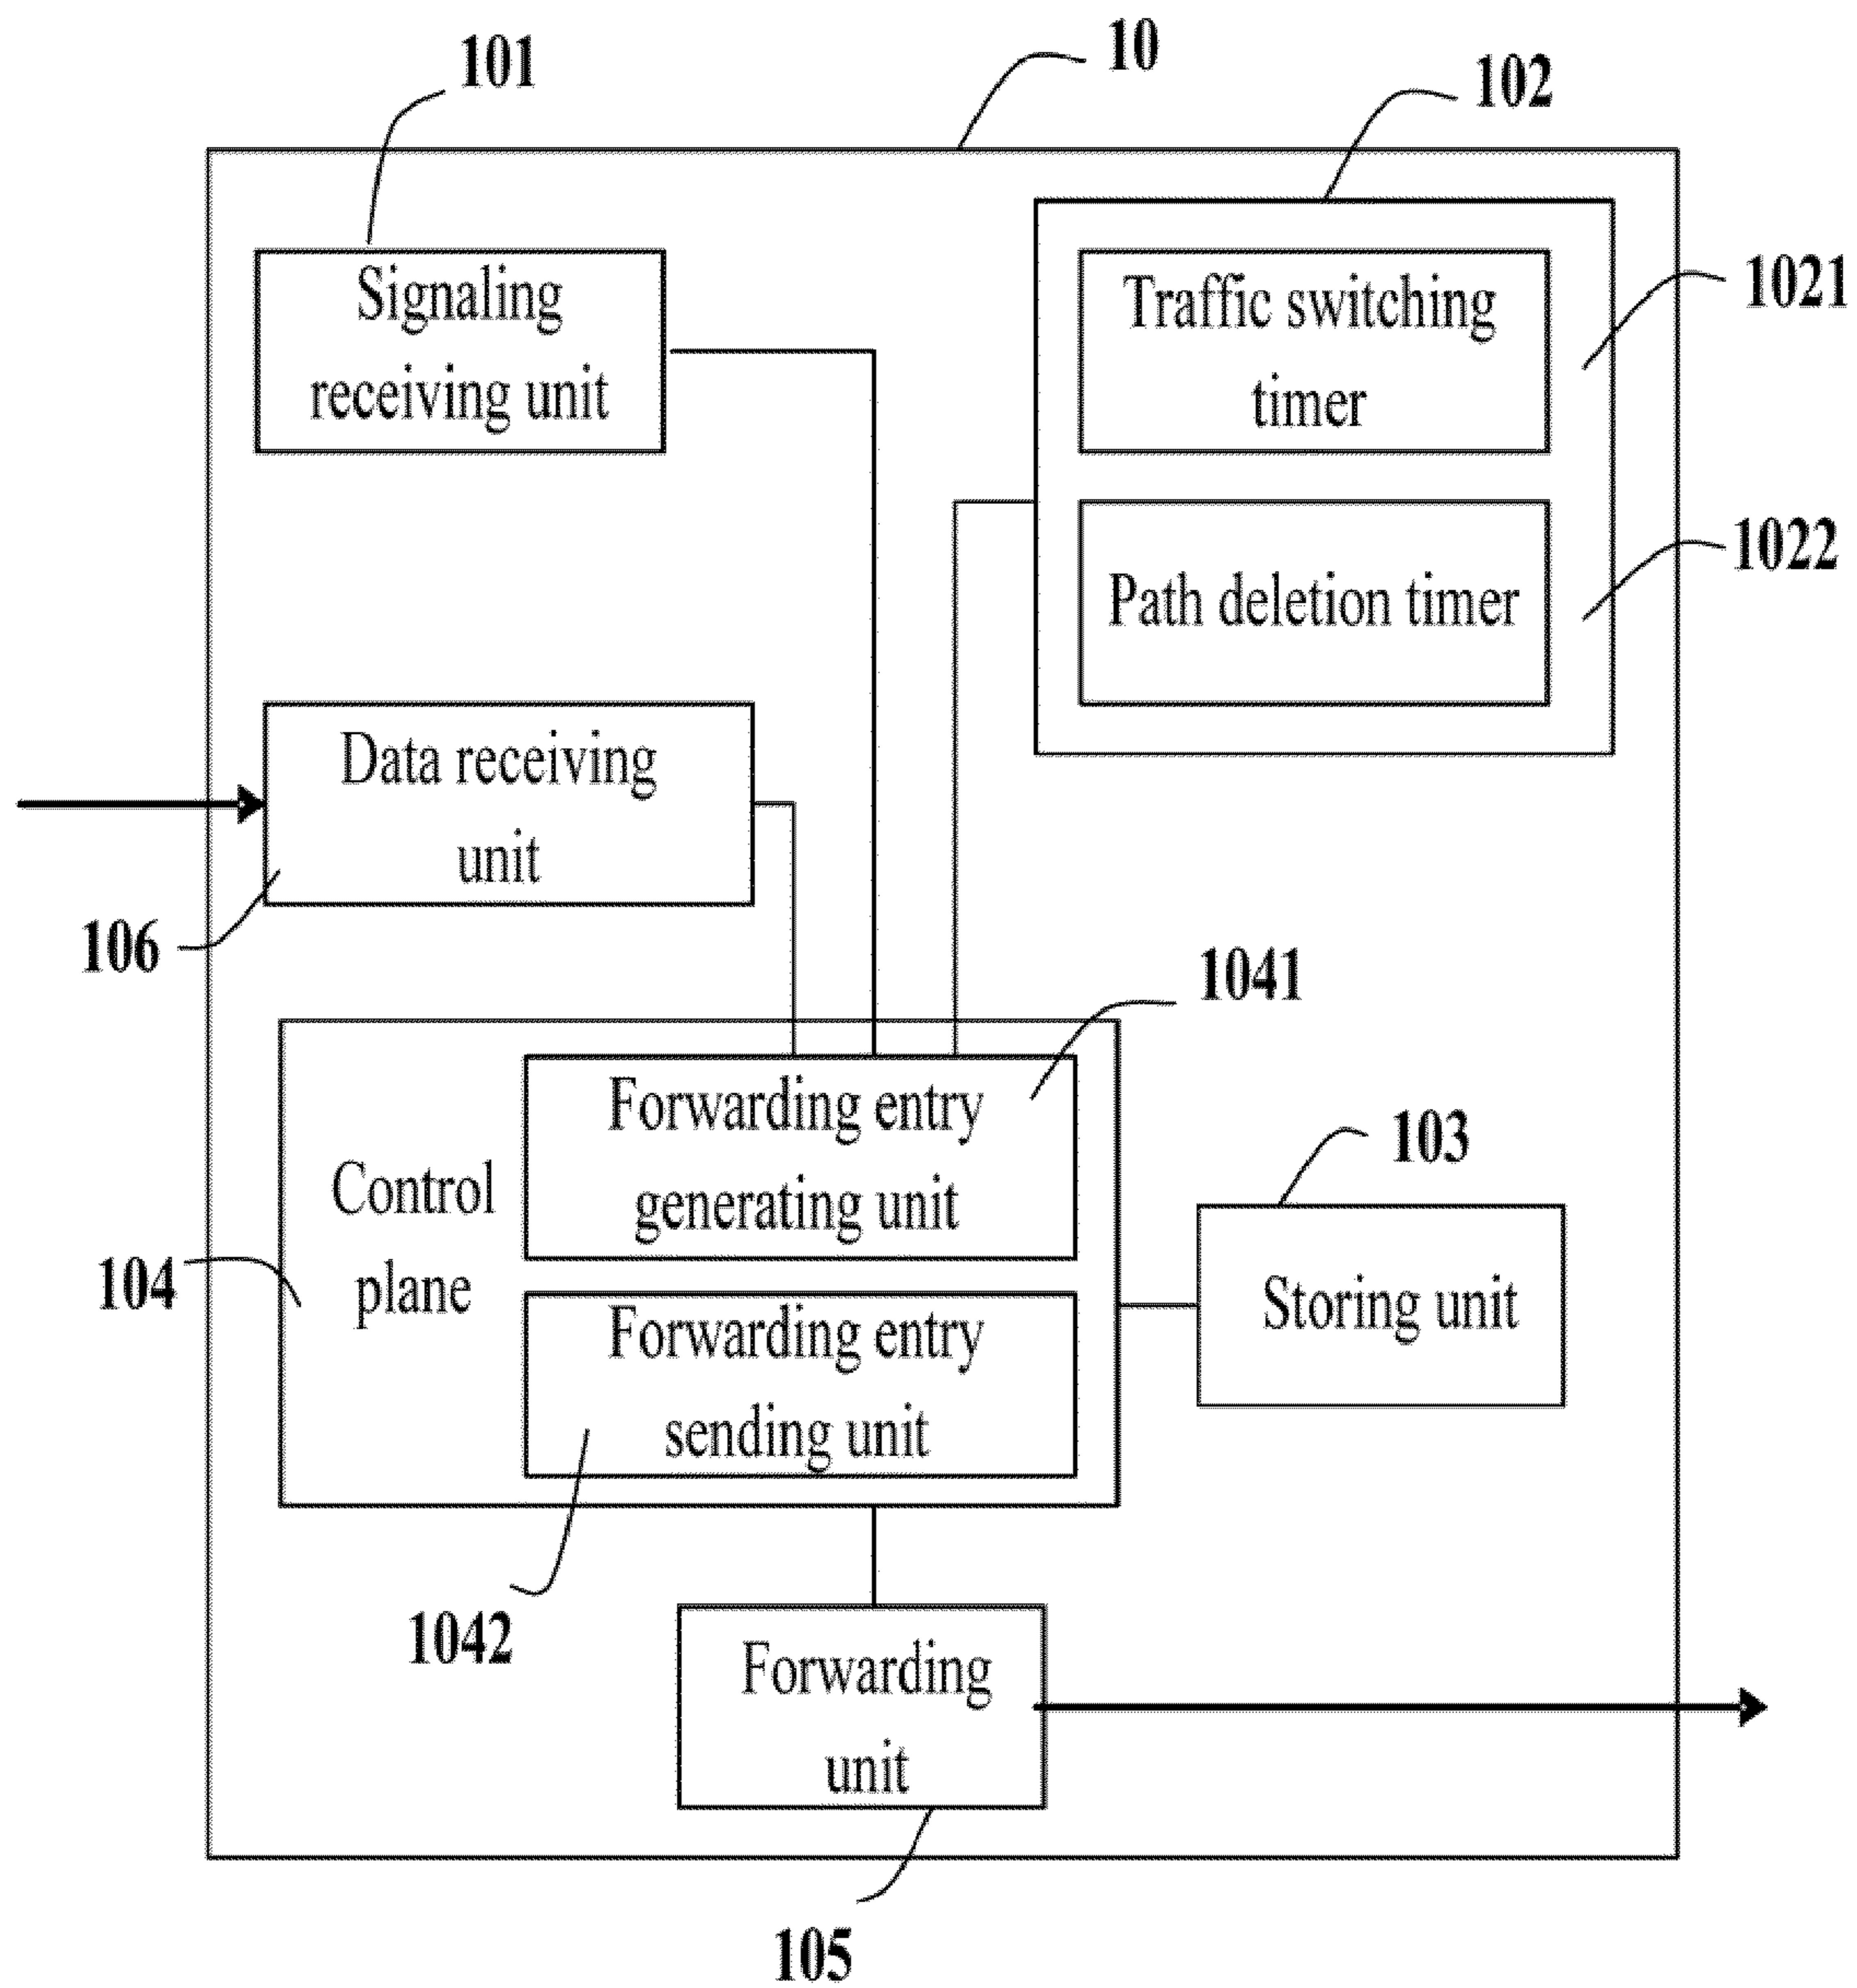 10
101
102
Signaling
receiving unit
Traffic switching
timer
1021
Path deletion timer
1022
Data receiving
unit
106
1041
Forwarding entry
generating unit
Control
plane
104
103
Storing unit
Forwarding entry
sending unit
1042
Forwarding
unit
105